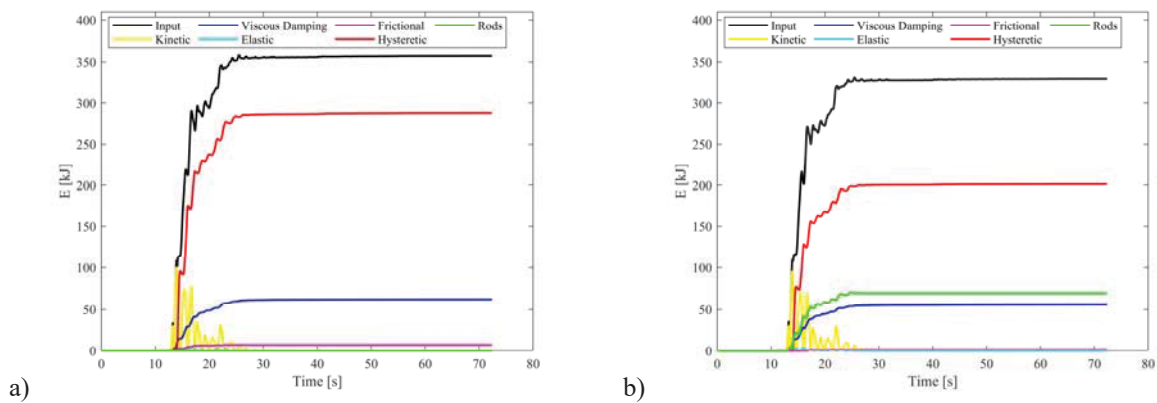 Input Viscous Damping Frictional Rods
Kinetic Elastic Hysteretic
E [kJ]
400
350
300
250
200
150
100
50
0
0 10 20 30 40 50 60 70 80
Time [s]
a)
Input Viscous Damping Frictional Rods
Kinetic Elastic Hysteretic
E [kJ]
400
350
300
250
200
150
100
50
0
0 10 20 30 40 50 60 70 80
Time [s]
b)